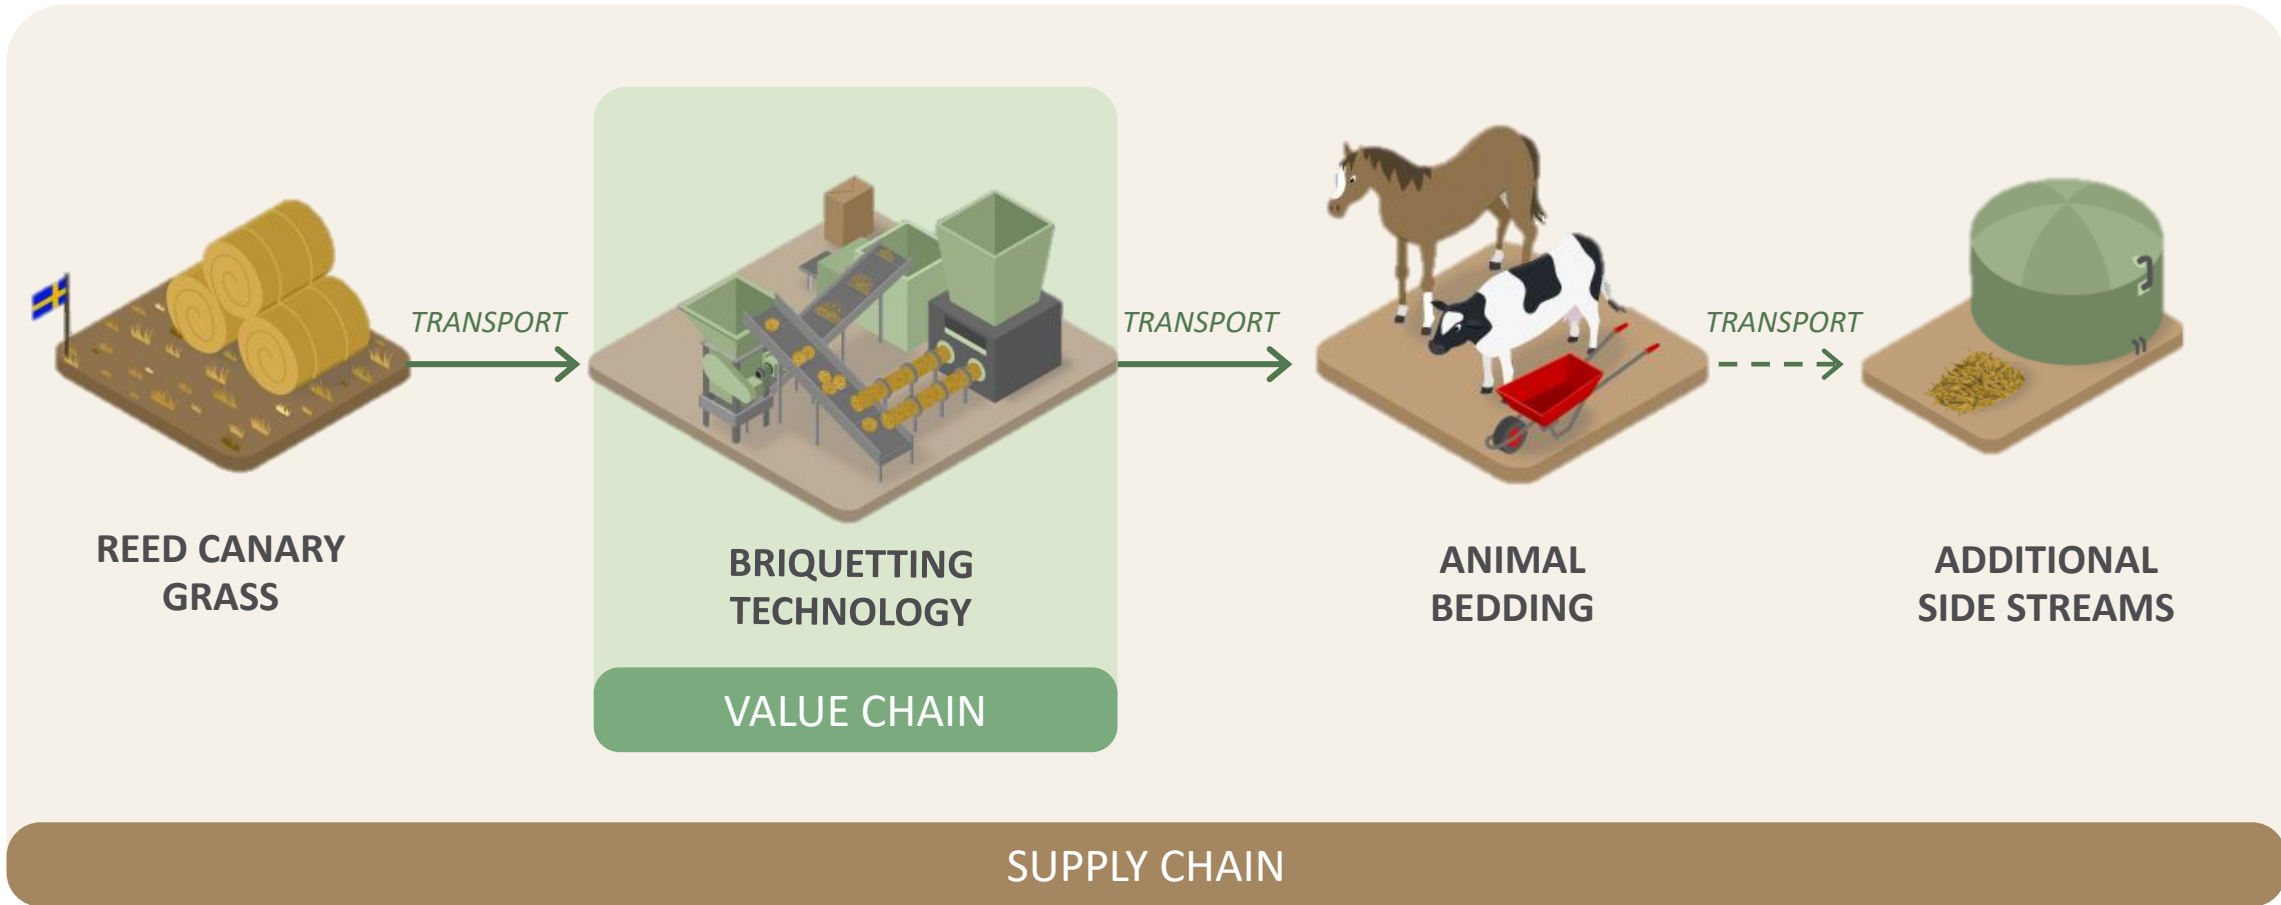 TRANSPORT
TRANSPORT
TRANSPORT
REED CANARY
GRASS
BRIQUETTING
TECHNOLOGY
ANIMAL
BEDDING
ADDITIONAL
SIDE STREAMS
VALUE CHAIN
SUPPLY CHAIN